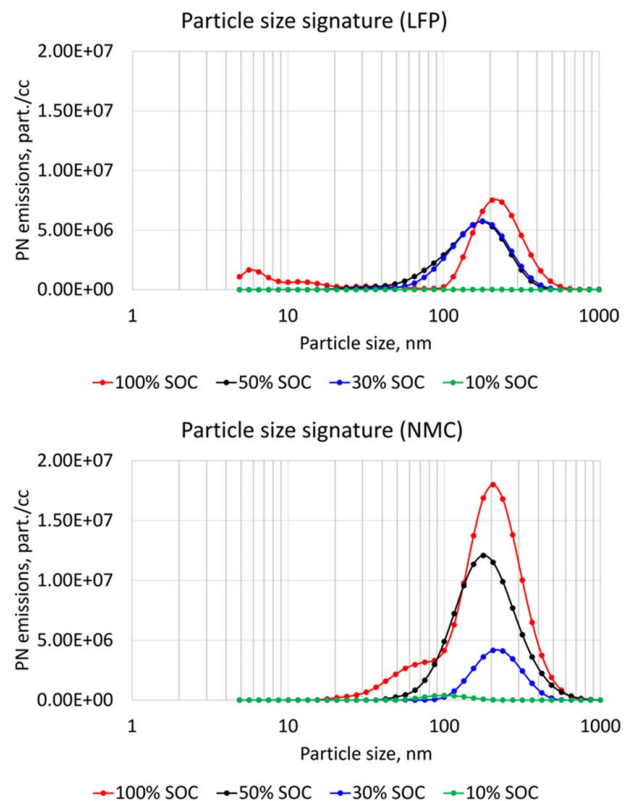 Particle size signature (LFP)
PN emissions, part./cc
2.00E+07
1.50E+07
1.00E+07
5.00E+06
0.00E+00
1 10 100 1000
Particle size, nm
100% SOC 50% SOC 30% SOC 10% SOC
Particle size signature (NMC)
PN emissions, part./cc
2.00E+07
1.50E+07
1.00E+07
5.00E+06
0.00E+00
1 10 100 1000
Particle size, nm
100% SOC 50% SOC 30% SOC 10% SOC